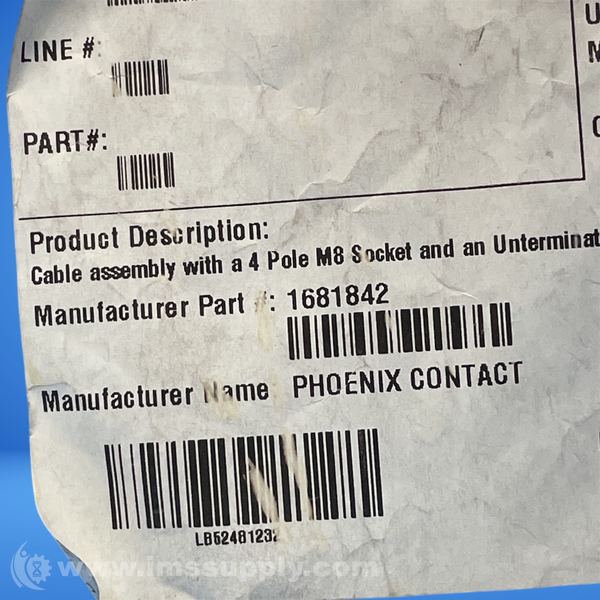 LINE #:
PART#:
Product Description:
Cable assembly with a 4 Pole M8 Socket and an Unterminat
Manufacturer Part #: 1681842
Manufacturer Name PHOENIX CONTACT
LB52481232
www.imssupply.com